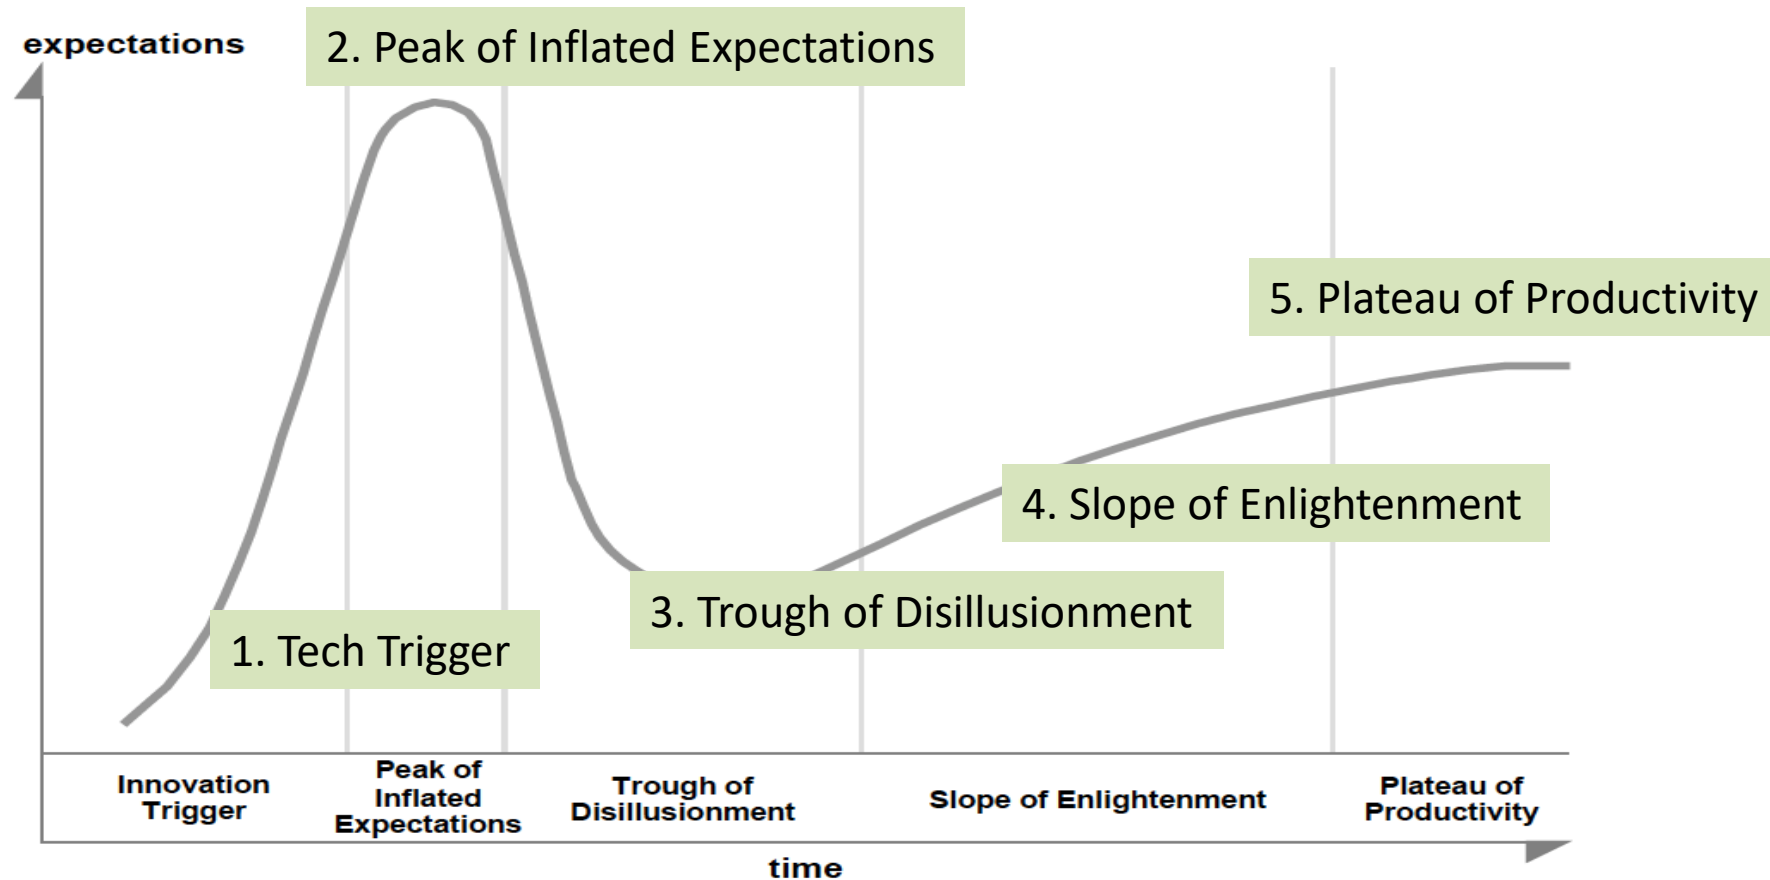 expectations
2. Peak of Inflated Expectations
5. Plateau of Productivity
4. Slope of Enlightenment
3. Trough of Disillusionment
1. Tech Trigger
Innovation
Trigger
Peak of
Inflated
Expectations
Trough of
Disillusionment
Slope of Enlightenment
Plateau of
Productivity
time